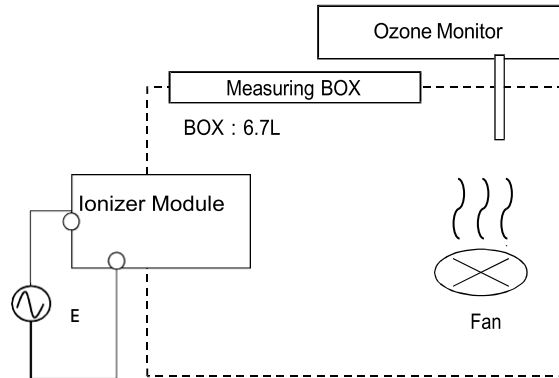 Ozone Monitor
Measuring BOX
BOX : 6.7L
Ionizer Module
E
Fan